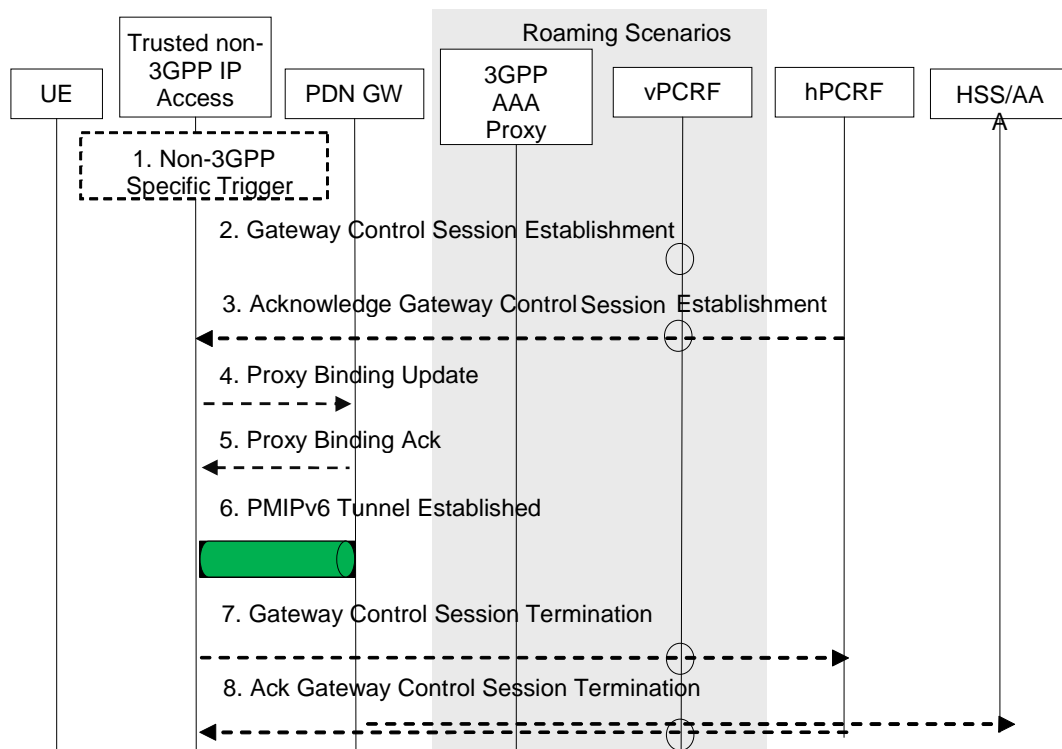 Roaming Scenarios
Trusted non-
3GPP IP
Access
UE
PDN GW
3GPP
AAA
Proxy
vPCRF
hPCRF
HSS/AA
A
1. Non-3GPP
Specific Trigger
2. Gateway Control Session Establishment
3. Acknowledge Gateway Control Session Establishment
4. Proxy Binding Update
5. Proxy Binding Ack
6. PMIPv6 Tunnel Established
7. Gateway Control Session Termination
8. Ack Gateway Control Session Termination